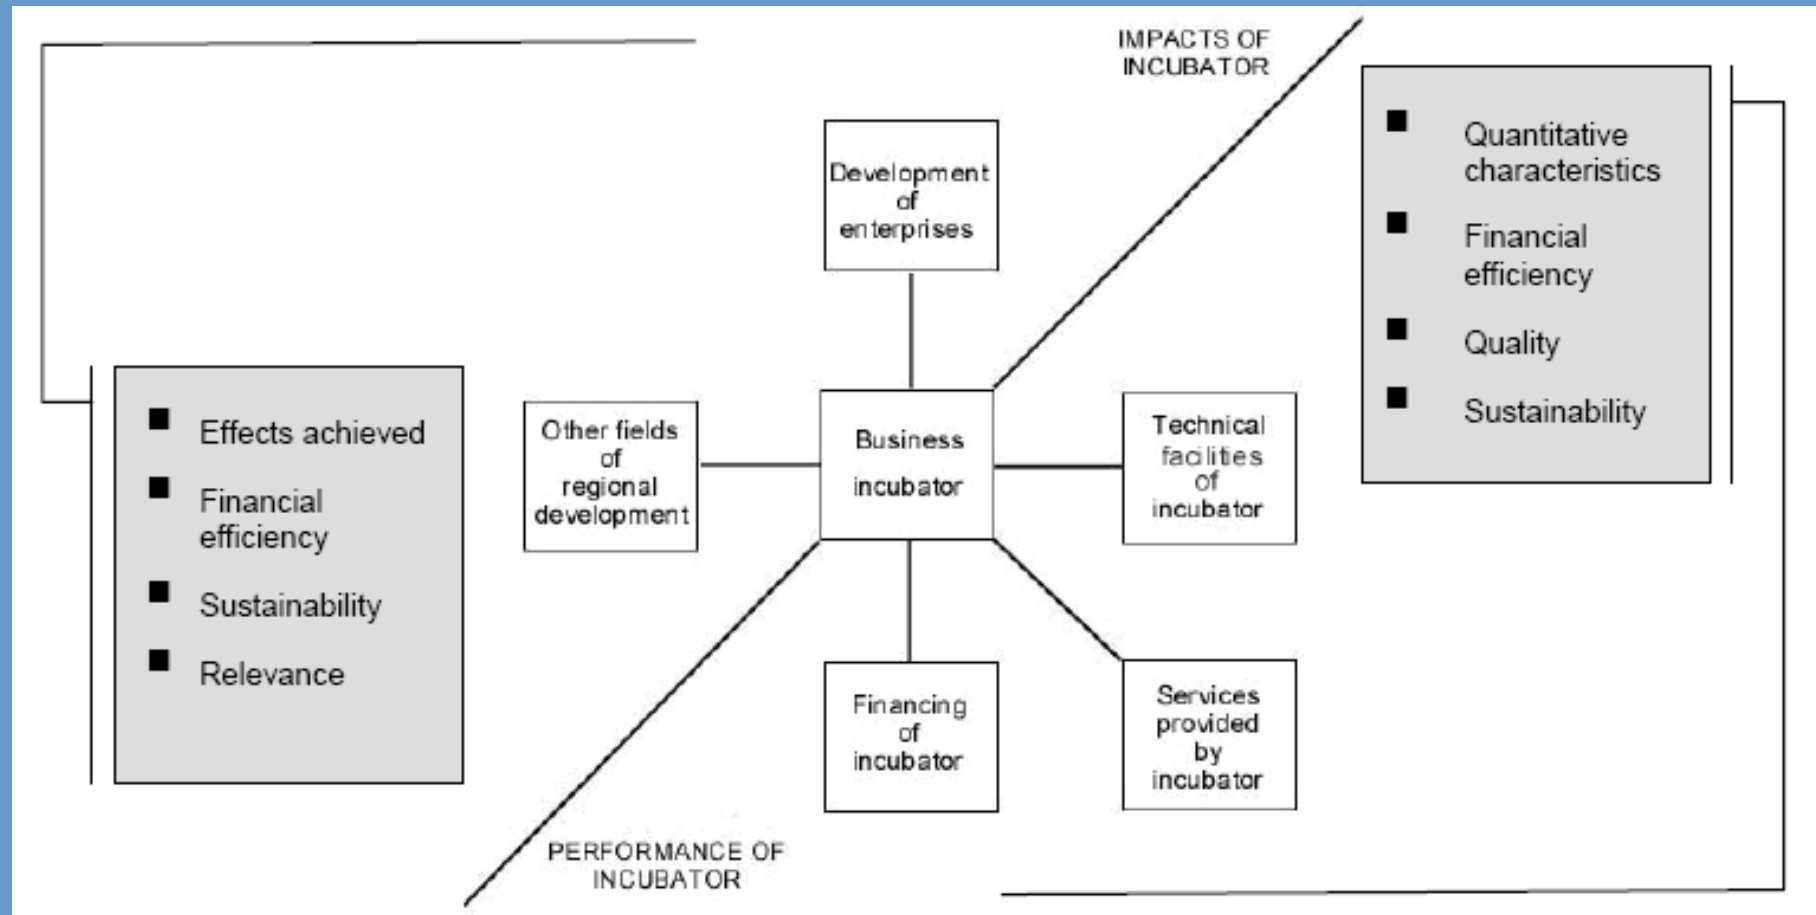 IMPACTS OF
INCUBATOR
Development
of
enterprises
Quantitative
characteristics
Financial
efficiency
Quality
Sustainability
Effects achieved
Financial
efficiency
Sustainability
Relevance
Other fields
of
regional
development
Business
incubator
Technical
facilities
of
incubator
Financing
of
incubator
Services
provided
by
incubator
PERFORMANCE OF
INCUBATOR